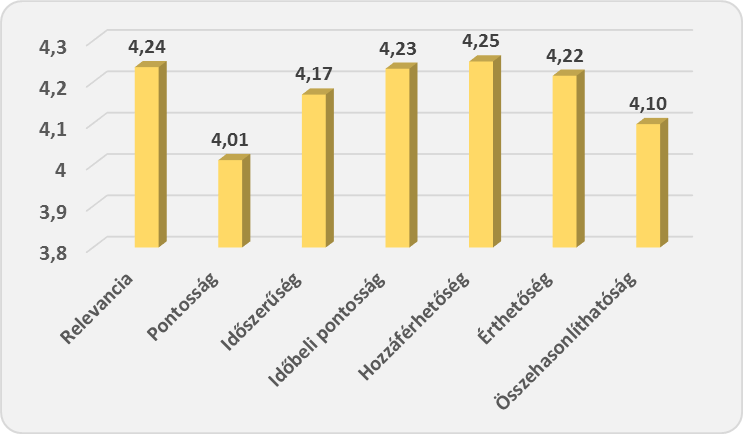 4,3
4,2
4,1
4
3,9
3,8
4,24
4,01
4,17
4,23
4,25
4,22
4,10
Relevancia
Pontosság
Időszerűség
Időbeli pontosság
Hozzáférhetőség
Érthetőség
Összehasonlíthatóság